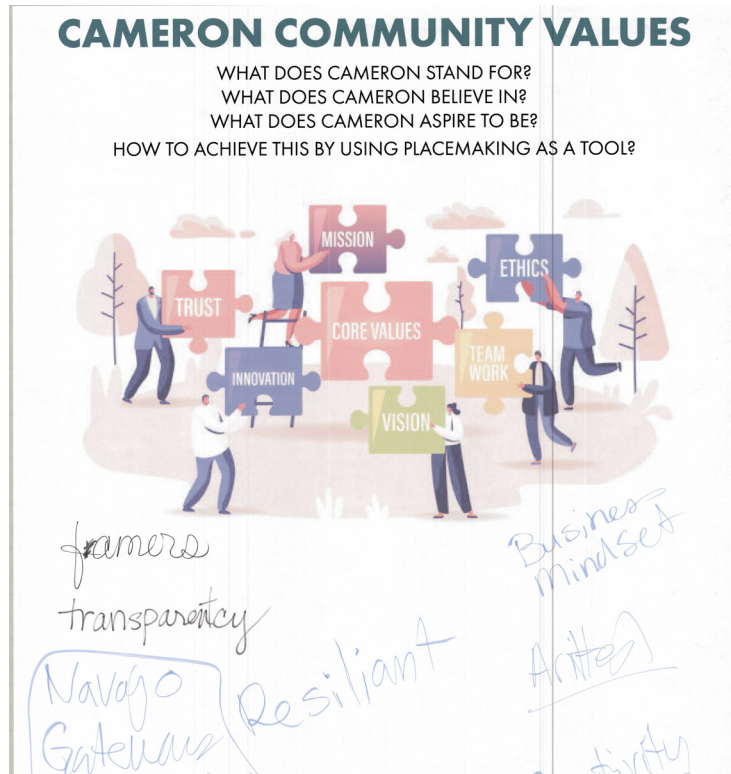 CAMERON COMMUNITY VALUES
WHAT DOES CAMERON STAND FOR?
WHAT DOES CAMERON BELIEVE IN?
WHAT DOES CAMERON ASPIRE TO BE?
HOW TO ACHIEVE THIS BY USING PLACEMAKING AS A TOOL?
MISSION
ETHICS
TRUST
CORE VALUES
TEAM
WORK
INNOVATION
VISION
framers
transparentcy
Business
Mindset
Resiliant
Navajo
Gateway